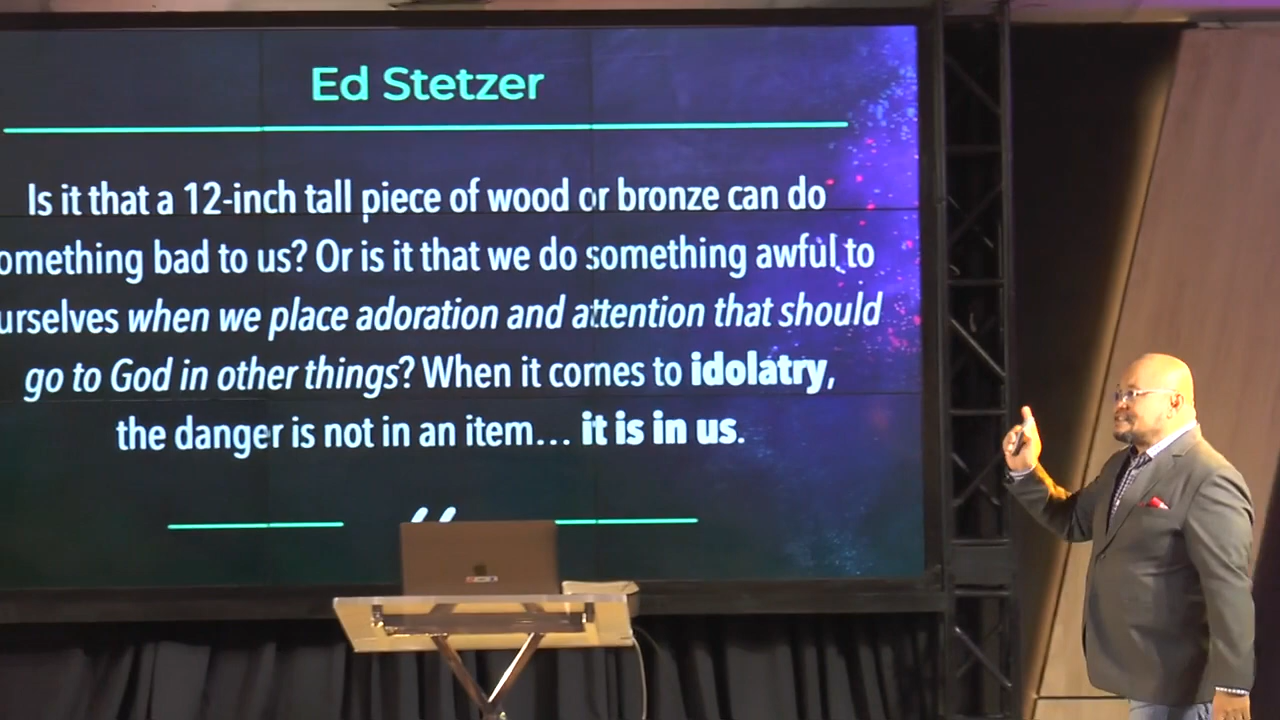 Ed Stetzer
Is it that a 12-inch tall piece of wood or bronze can do
omething bad to us? Or is it that we do something awful to
urselves when we place adoration and attention that should
go to God in other things? When it comes to idolatry,
the danger is not in an item... it is in us.
“